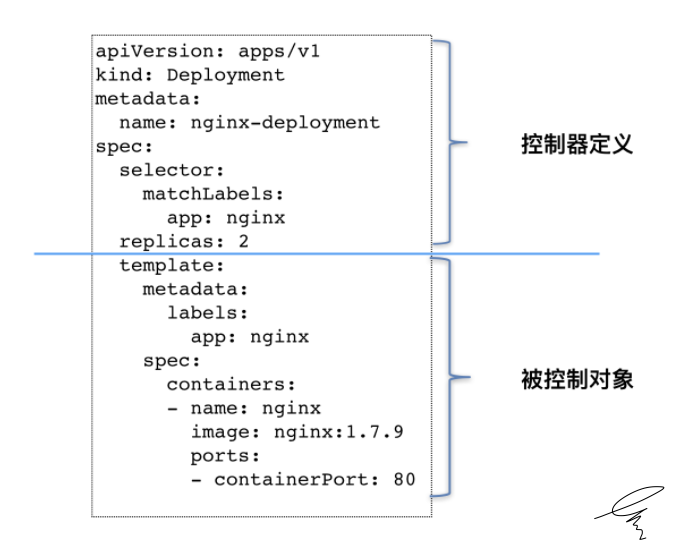 apiVersion: apps/v1
kind: Deployment
metadata:
  name: nginx-deployment
spec:
  selector:
    matchLabels:
      app: nginx
  replicas: 2
控制器定义
  template:
    metadata:
      labels:
        app: nginx
    spec:
      containers:
      - name: nginx
        image: nginx:1.7.9
        ports:
        - containerPort: 80
被控制对象